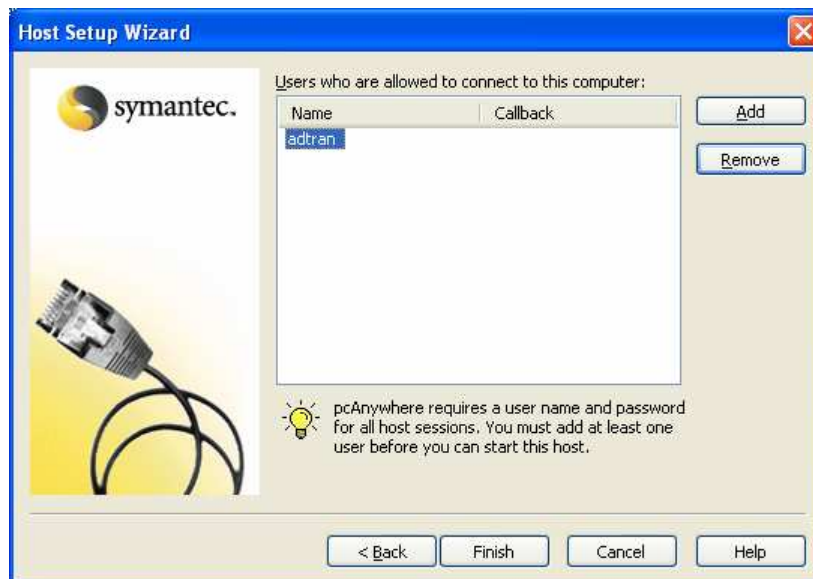 Host Setup Wizard
symantec.
Users who are allowed to connect to this computer:
Name Callback
adtran
Add
Remove
pcAnywhere requires a user name and password
for all host sessions. You must add at least one
user before you can start this host.
< Back Finish Cancel Help